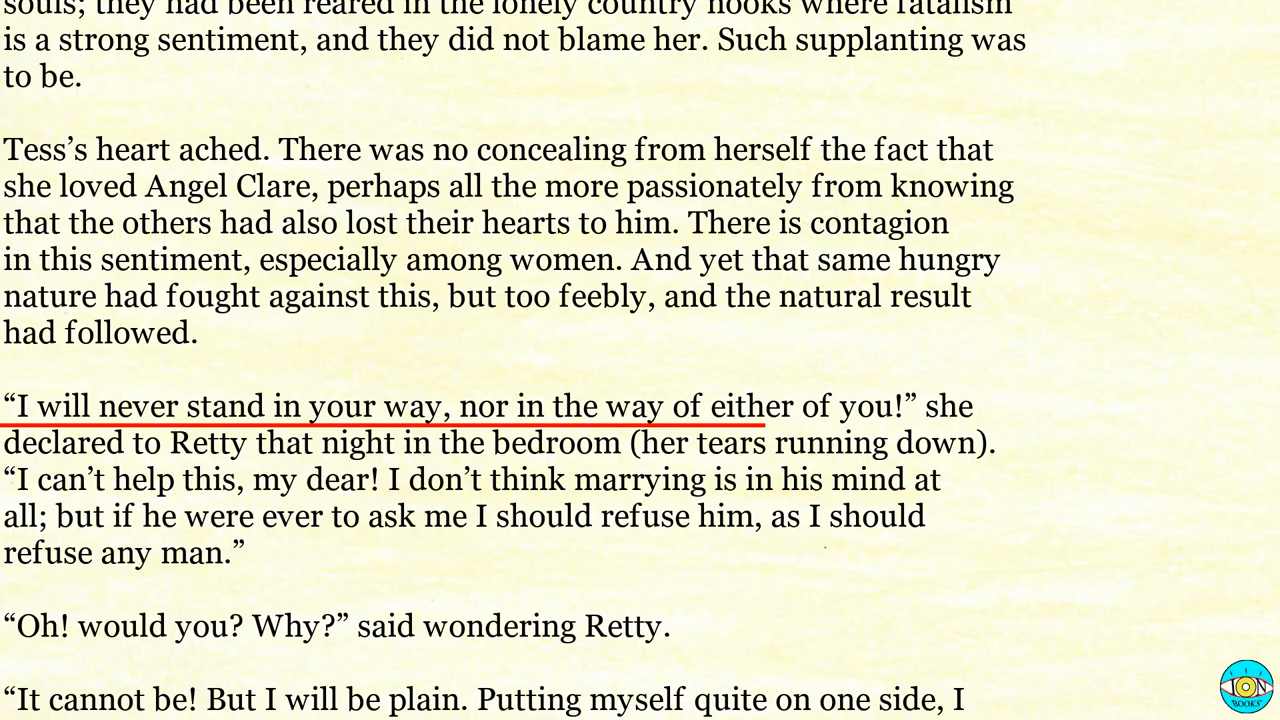 souls; they had been reared in the lonely country nooks where fatalism
is a strong sentiment, and they did not blame her. Such supplanting was
to be.
Tess’s heart ached. There was no concealing from herself the fact that
she loved Angel Clare, perhaps all the more passionately from knowing
that the others had also lost their hearts to him. There is contagion
in this sentiment, especially among women. And yet that same hungry
nature had fought against this, but too feebly, and the natural result
had followed.
“I will never stand in your way, nor in the way of either of you!” she
declared to Retty that night in the bedroom (her tears running down).
“I can’t help this, my dear! I don’t think marrying is in his mind at
all; but if he were ever to ask me I should refuse him, as I should
refuse any man.”
“Oh! would you? Why?” said wondering Retty.
“It cannot be! But I will be plain. Putting myself quite on one side, I
ION
BOOKS